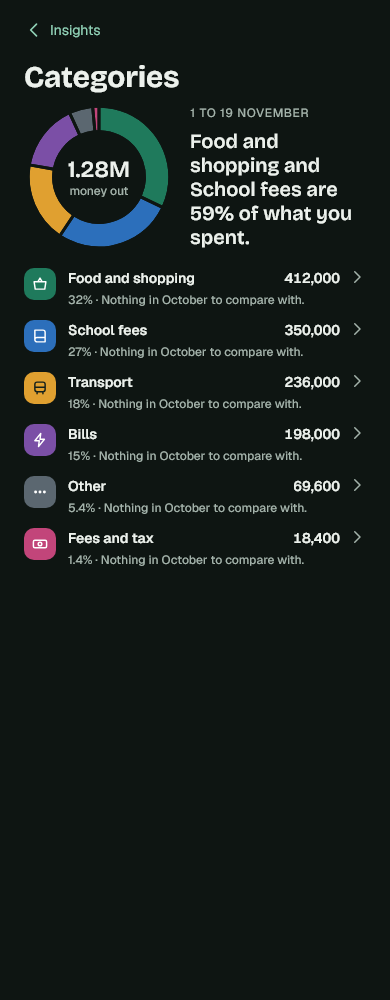 Insights
Categories
1.28M
money out
1 TO 19 NOVEMBER
Food and
shopping and
School fees are
59% of what you
spent.
Food and shopping 412,000
32% · Nothing in October to compare with.
School fees 350,000
27% · Nothing in October to compare with.
Transport 236,000
18% · Nothing in October to compare with.
Bills 198,000
15% · Nothing in October to compare with.
Other 69,600
5.4% · Nothing in October to compare with.
Fees and tax 18,400
1.4% · Nothing in October to compare with.